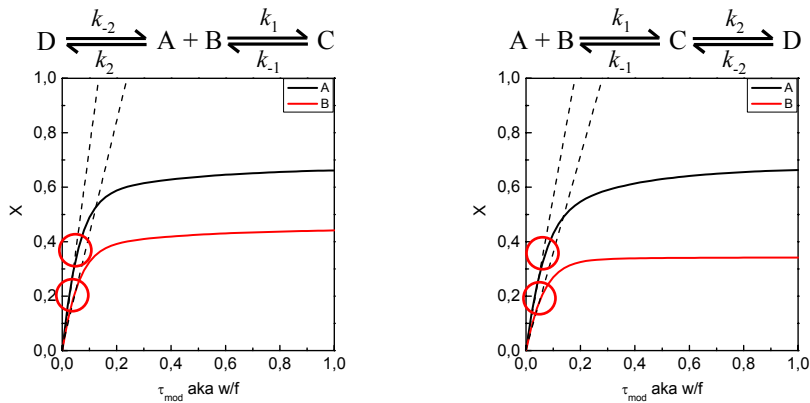 k-2 k1
D A + B C
k2 k-1
k1 k2
A + B C D
k-1 k-2
1,0
0,8
0,6
0,4
0,2
0,0
X
A
B
0,0 0,2 0,4 0,6 0,8 1,0
τmod aka w/f
1,0
0,8
0,6
0,4
0,2
0,0
X
A
B
0,0 0,2 0,4 0,6 0,8 1,0
τmod aka w/f